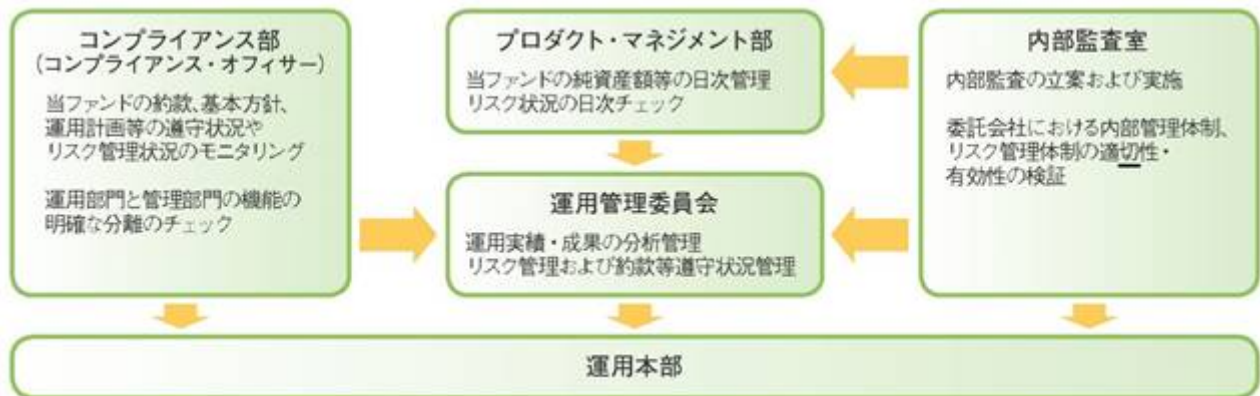 コンプライアンス部
(コンプライアンス・オフィサー)
当ファンドの約款、基本方針、
運用計画等の遵守状況や
リスク管理状況のモニタリング
運用部門と管理部門の機能の
明確な分離のチェック
プロダクト・マネジメント部
当ファンドの純資産額等の日次管理
リスク状況の日次チェック
運用管理委員会
運用実績・成果の分析管理
リスク管理および約款等遵守状況管理
内部監査室
内部監査の立案および実施
委託会社における内部管理体制、
リスク管理体制の適切性・
有効性の検証
運用本部